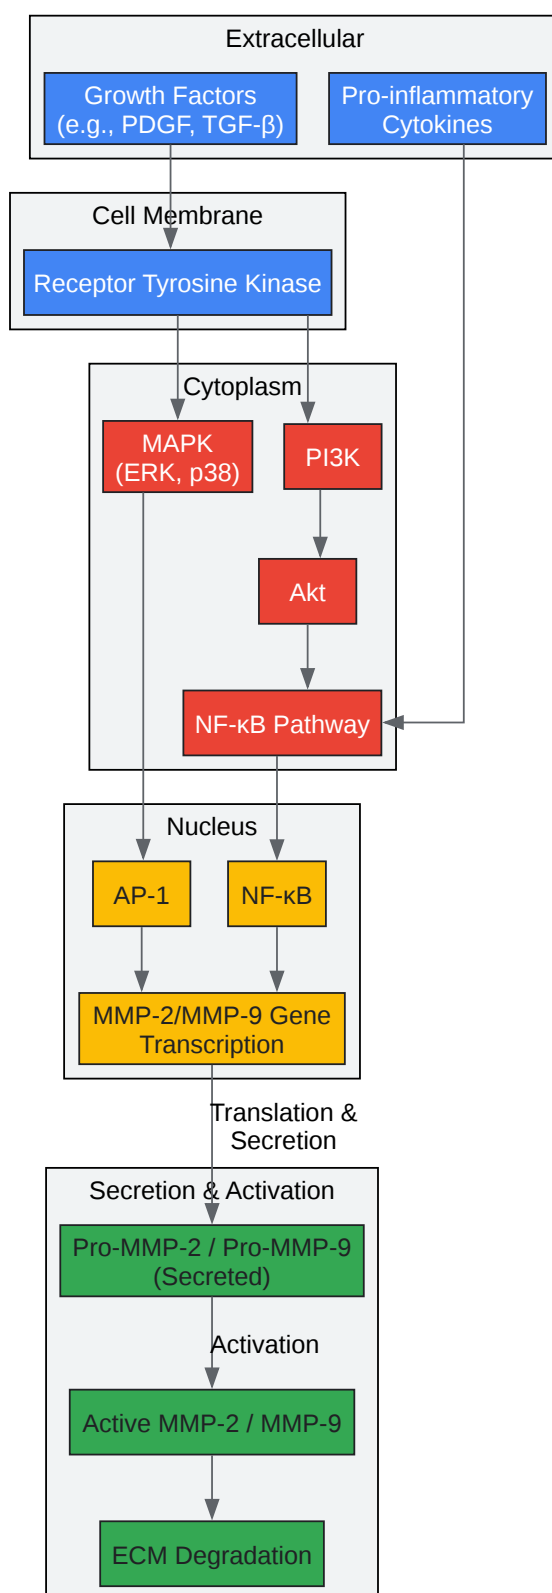 Extracellular
Growth Factors
(e.g., PDGF, TGF-β)
Pro-inflammatory
Cytokines
Cell Membrane
Receptor Tyrosine Kinase
Cytoplasm
MAPK
(ERK, p38)
PI3K
Akt
NF-κB Pathway
Nucleus
AP-1
NF-κB
MMP-2/MMP-9 Gene
Transcription
Translation &
Secretion
Secretion & Activation
Pro-MMP-2 / Pro-MMP-9
(Secreted)
Activation
Active MMP-2 / MMP-9
ECM Degradation